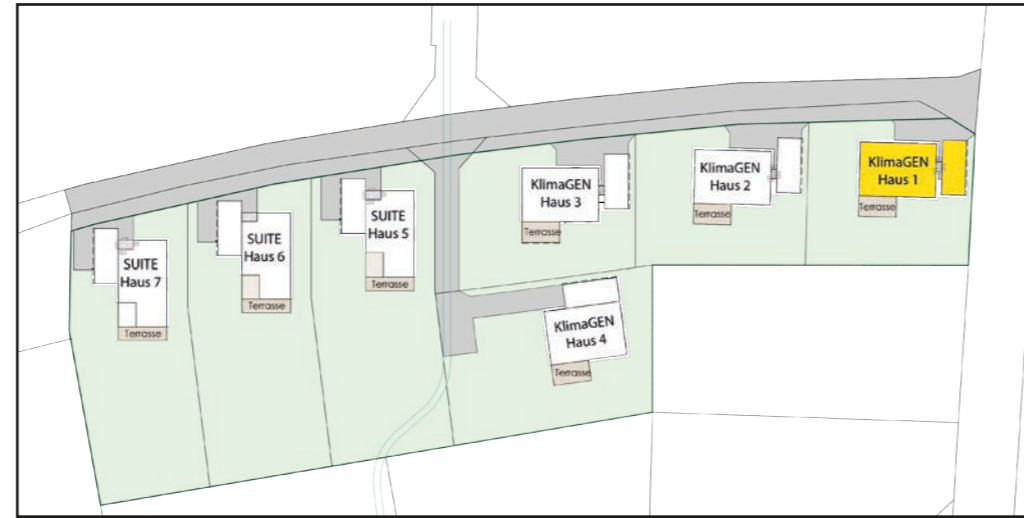 SUITE
Haus 7
Terrasse
SUITE
Haus 6
Terrasse
SUITE
Haus 5
Terrasse
KlimaGEN
Haus 3
Terrasse
KlimaGEN
Haus 2
Terrasse
KlimaGEN
Haus 1
Terrasse
KlimaGEN
Haus 4
Terrasse